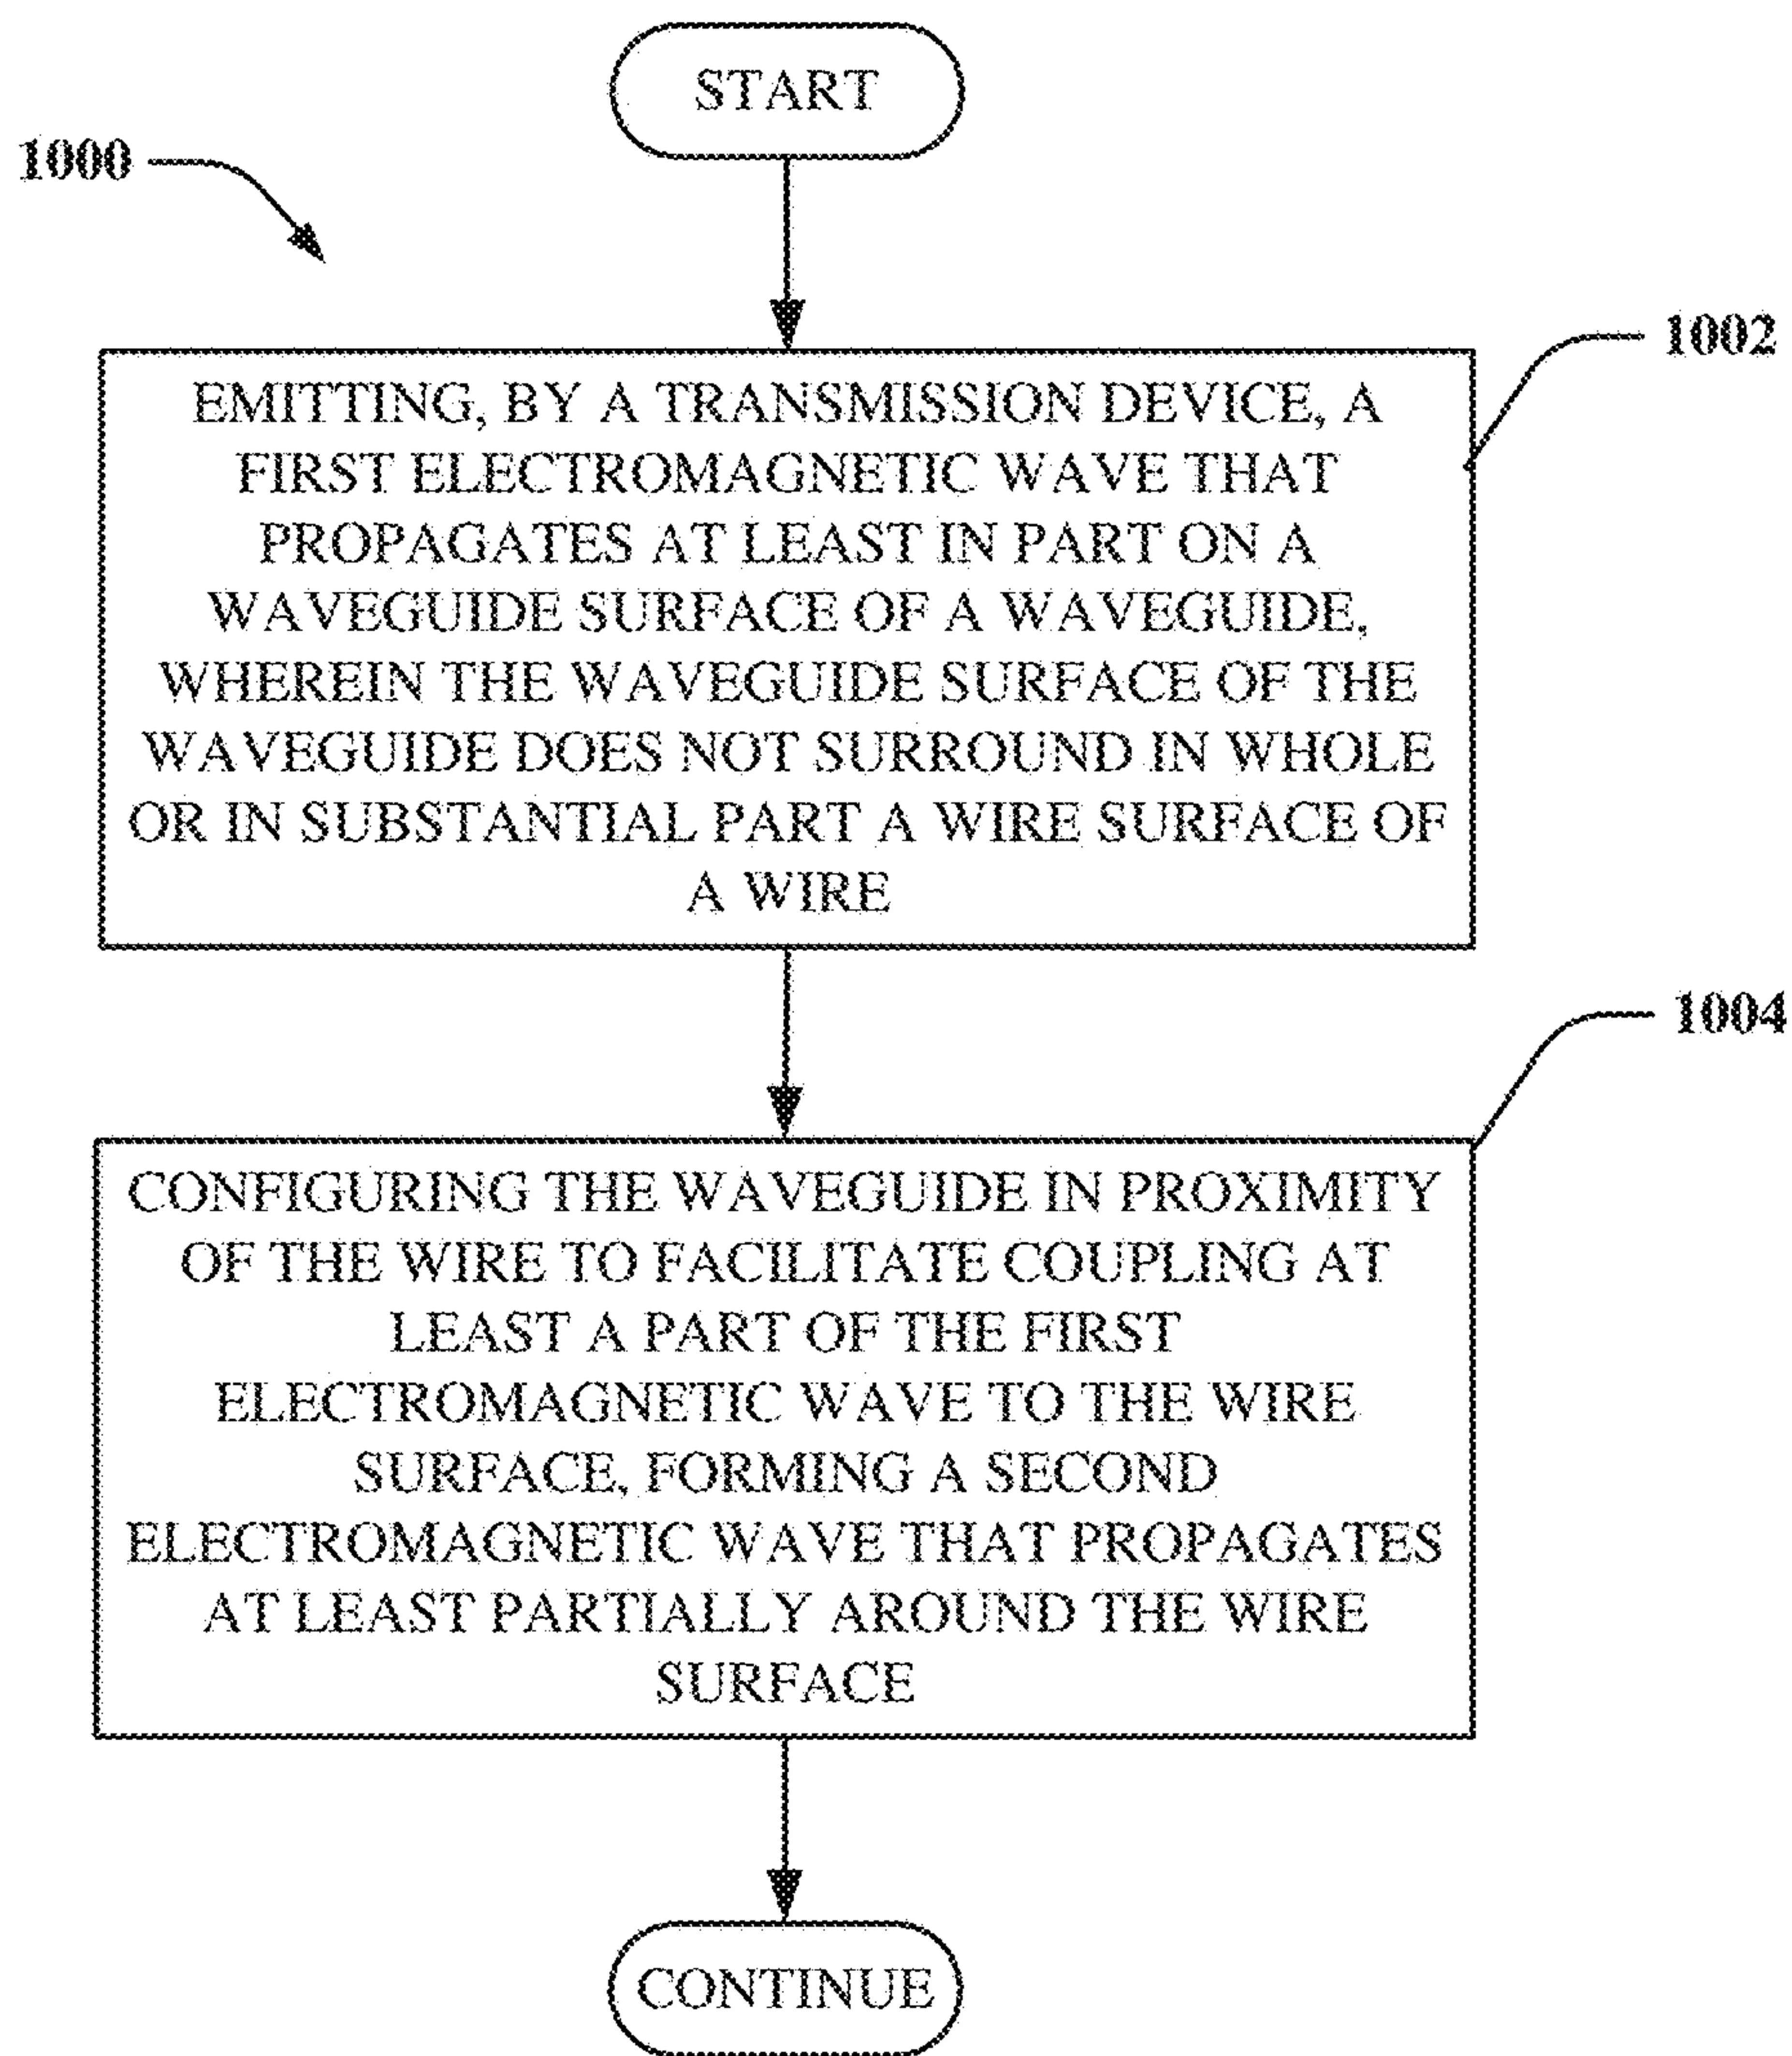 START
1000
1002
EMITTING, BY A TRANSMISSION DEVICE, A
FIRST ELECTROMAGNETIC WAVE THAT
PROPAGATES AT LEAST IN PART ON A
WAVEGUIDE SURFACE OF A WAVEGUIDE,
WHEREIN THE WAVEGUIDE SURFACE OF THE
WAVEGUIDE DOES NOT SURROUND IN WHOLE
OR IN SUBSTANTIAL PART A WIRE SURFACE OF
A WIRE
1004
CONFIGURING THE WAVEGUIDE IN PROXIMITY
OF THE WIRE TO FACILITATE COUPLING AT
LEAST A PART OF THE FIRST
ELECTROMAGNETIC WAVE TO THE WIRE
SURFACE, FORMING A SECOND
ELECTROMAGNETIC WAVE THAT PROPAGATES
AT LEAST PARTIALLY AROUND THE WIRE
SURFACE
CONTINUE